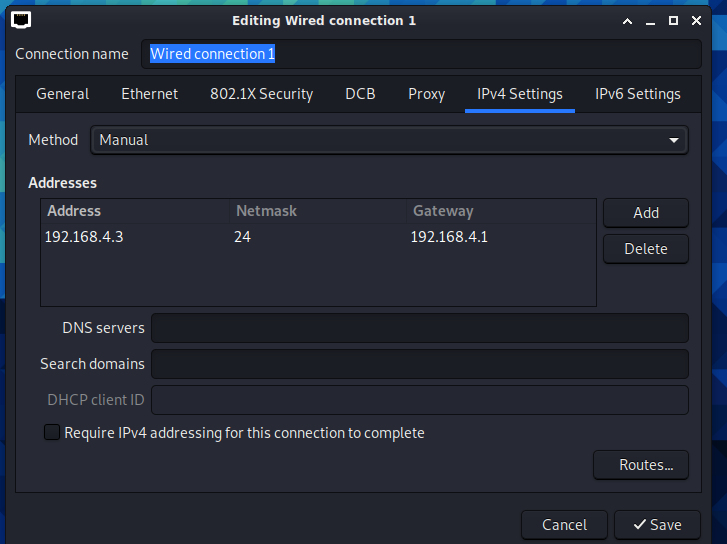 Editing Wired connection 1
Connection name Wired connection 1
General Ethernet 802.1X Security DCB Proxy IPv4 Settings IPv6 Settings
Method Manual
Addresses
Address Netmask Gateway
192.168.4.3 24 192.168.4.1
Add
Delete
DNS servers
Search domains
DHCP client ID
Require IPv4 addressing for this connection to complete
Routes...
Cancel Save